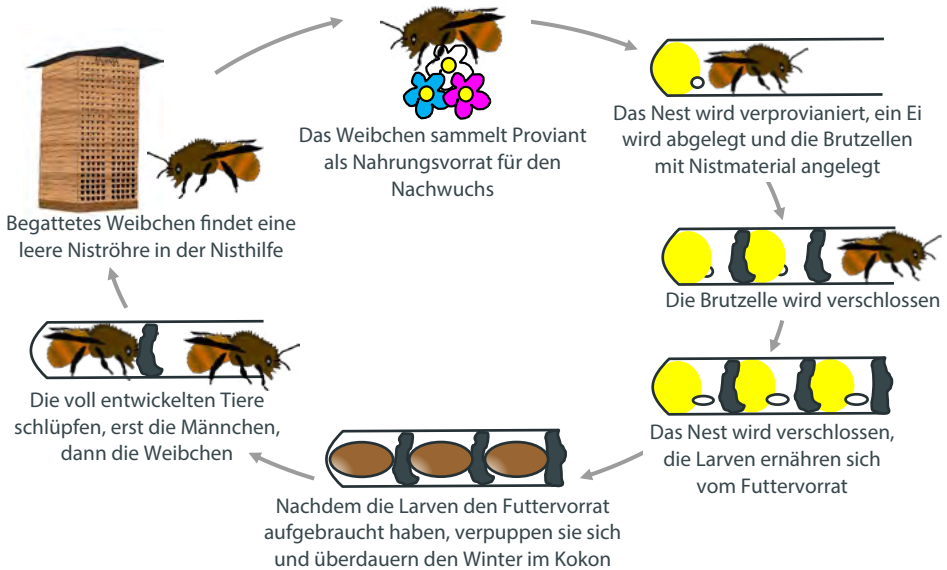 Das Weibchen sammelt Proviant
als Nahrungsvorrat für den
Nachwuchs
Das Nest wird verprovianiert, ein Ei
wird abgelegt und die Brutzellen
mit Nistmaterial angelegt
Die Brutzelle wird verschlossen
Das Nest wird verschlossen,
die Larven ernähren sich
vom Futtervorrat
Nachdem die Larven den Futtervorrat
aufgebraucht haben, verpuppen sie sich
und überdauern den Winter im Kokon
Die voll entwickelten Tiere
schlüpfen, erst die Männchen,
dann die Weibchen
Begattetes Weibchen findet eine
leere Niströhre in der Nisthilfe